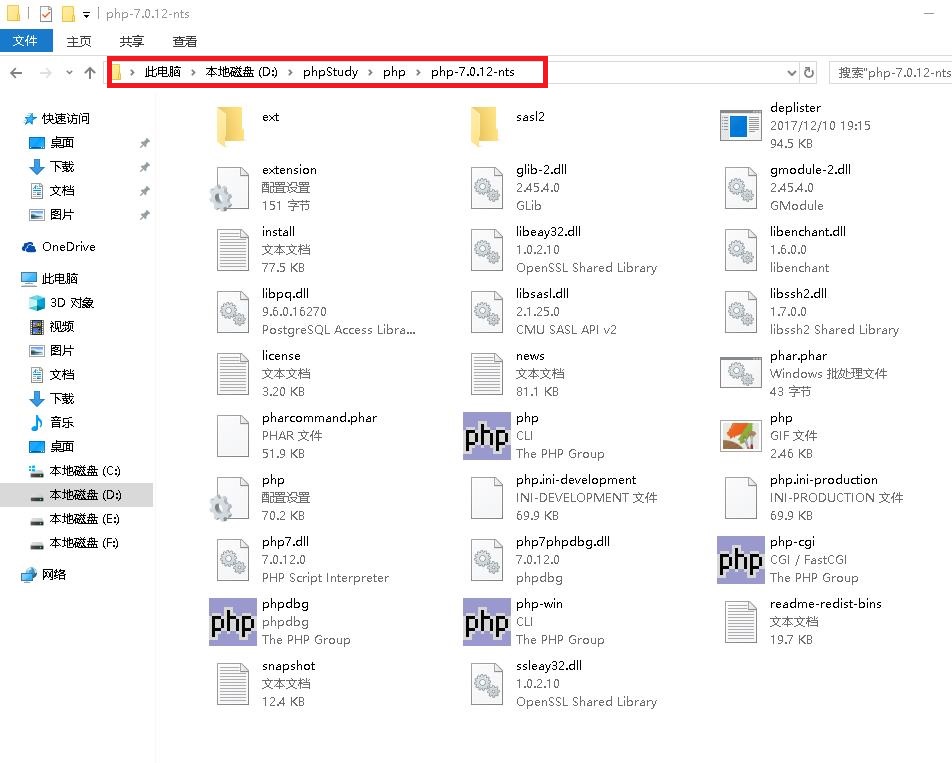 php-7.0.12-nts
文件 主页 共享 查看
此电脑 本地磁盘 (D:) phpStudy php php-7.0.12-nts
搜索"php-7.0.12-nts
快速访问
桌面
下载
文档
图片
OneDrive
此电脑
3D 对象
视频
图片
文档
下载
音乐
桌面
本地磁盘 (C:)
本地磁盘 (D:)
本地磁盘 (E:)
本地磁盘 (F:)
网络
ext
sasl2
deplister
2017/12/10 19:15
94.5 KB
extension
配置设置
151 字节
glib-2.dll
2.45.4.0
GLib
gmodule-2.dll
2.45.4.0
GModule
install
文本文档
77.5 KB
libeay32.dll
1.0.2.10
OpenSSL Shared Library
libenchant.dll
1.6.0.0
libenchant
libpq.dll
9.6.0.16270
PostgreSQL Access Libra...
libsasl.dll
2.1.25.0
CMU SASL API v2
libssh2.dll
1.7.0.0
libssh2 Shared Library
license
文本文档
3.20 KB
news
文本文档
81.1 KB
phar.phar
Windows 批处理文件
43 字节
pharcommand.phar
PHAR 文件
51.9 KB
php
php
CLI
The PHP Group
php
GIF 文件
2.46 KB
php
配置设置
70.2 KB
php.ini-development
INI-DEVELOPMENT 文件
69.9 KB
php.ini-production
INI-PRODUCTION 文件
69.9 KB
php7.dll
7.0.12.0
PHP Script Interpreter
php7phpdbg.dll
7.0.12.0
phpdbg
php
php-cgi
CGI / FastCGI
The PHP Group
php
phpdbg
phpdbg
The PHP Group
php
php-win
CLI
The PHP Group
readme-redist-bins
文本文档
19.7 KB
snapshot
文本文档
12.4 KB
ssleay32.dll
1.0.2.10
OpenSSL Shared Library